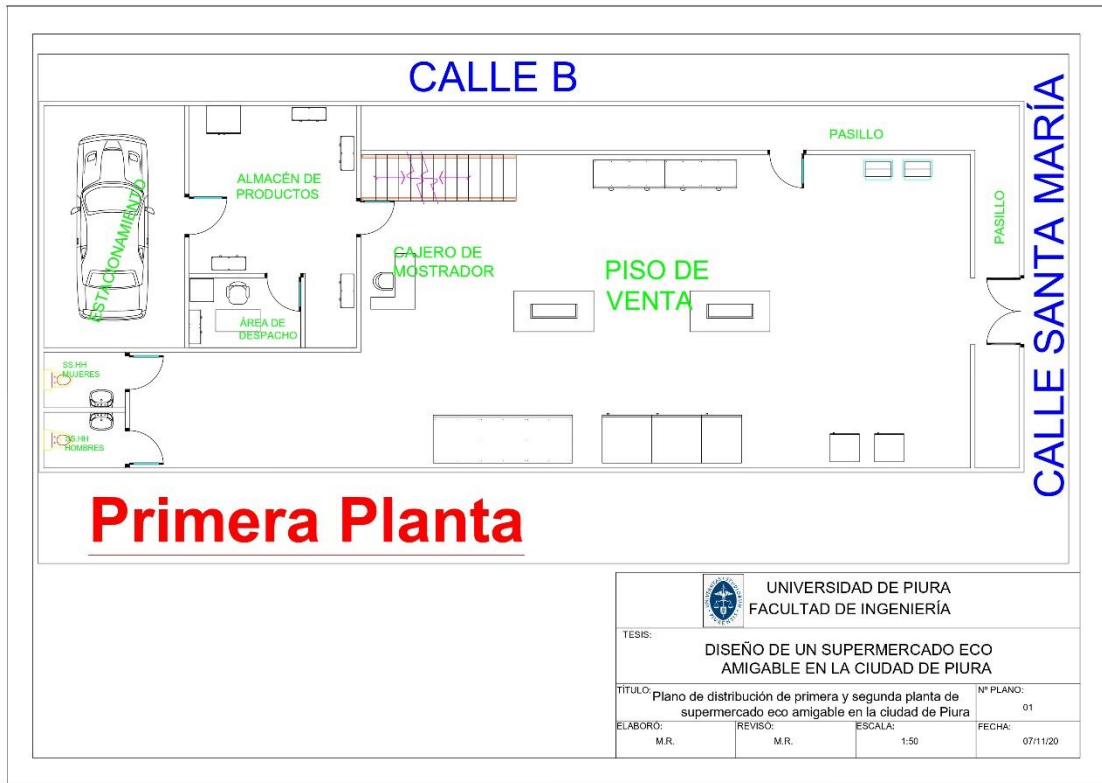 CALLE B
CALLE SANTA MARÍA
PASILLO
PASILLO
ALMACÉN DE
PRODUCTOS
ESTACIONAMIENTO
CAJERO DE
MOSTRADOR
PISO DE
VENTA
ÁREA DE
DESPACHO
SS.HH
MUJERES
SS.HH
HOMBRES
Primera Planta
UNIVERSIDAD DE PIURA
FACULTAD DE INGENIERÍA
TESIS:
DISEÑO DE UN SUPERMERCADO ECO
AMIGABLE EN LA CIUDAD DE PIURA
TÍTULO: Plano de distribución de primera y segunda planta de
supermercado eco amigable en la ciudad de Piura
Nº PLANO:
01
ELABORÓ:
M.R.
REVISÓ:
M.R.
ESCALA:
1:50
FECHA:
07/11/20